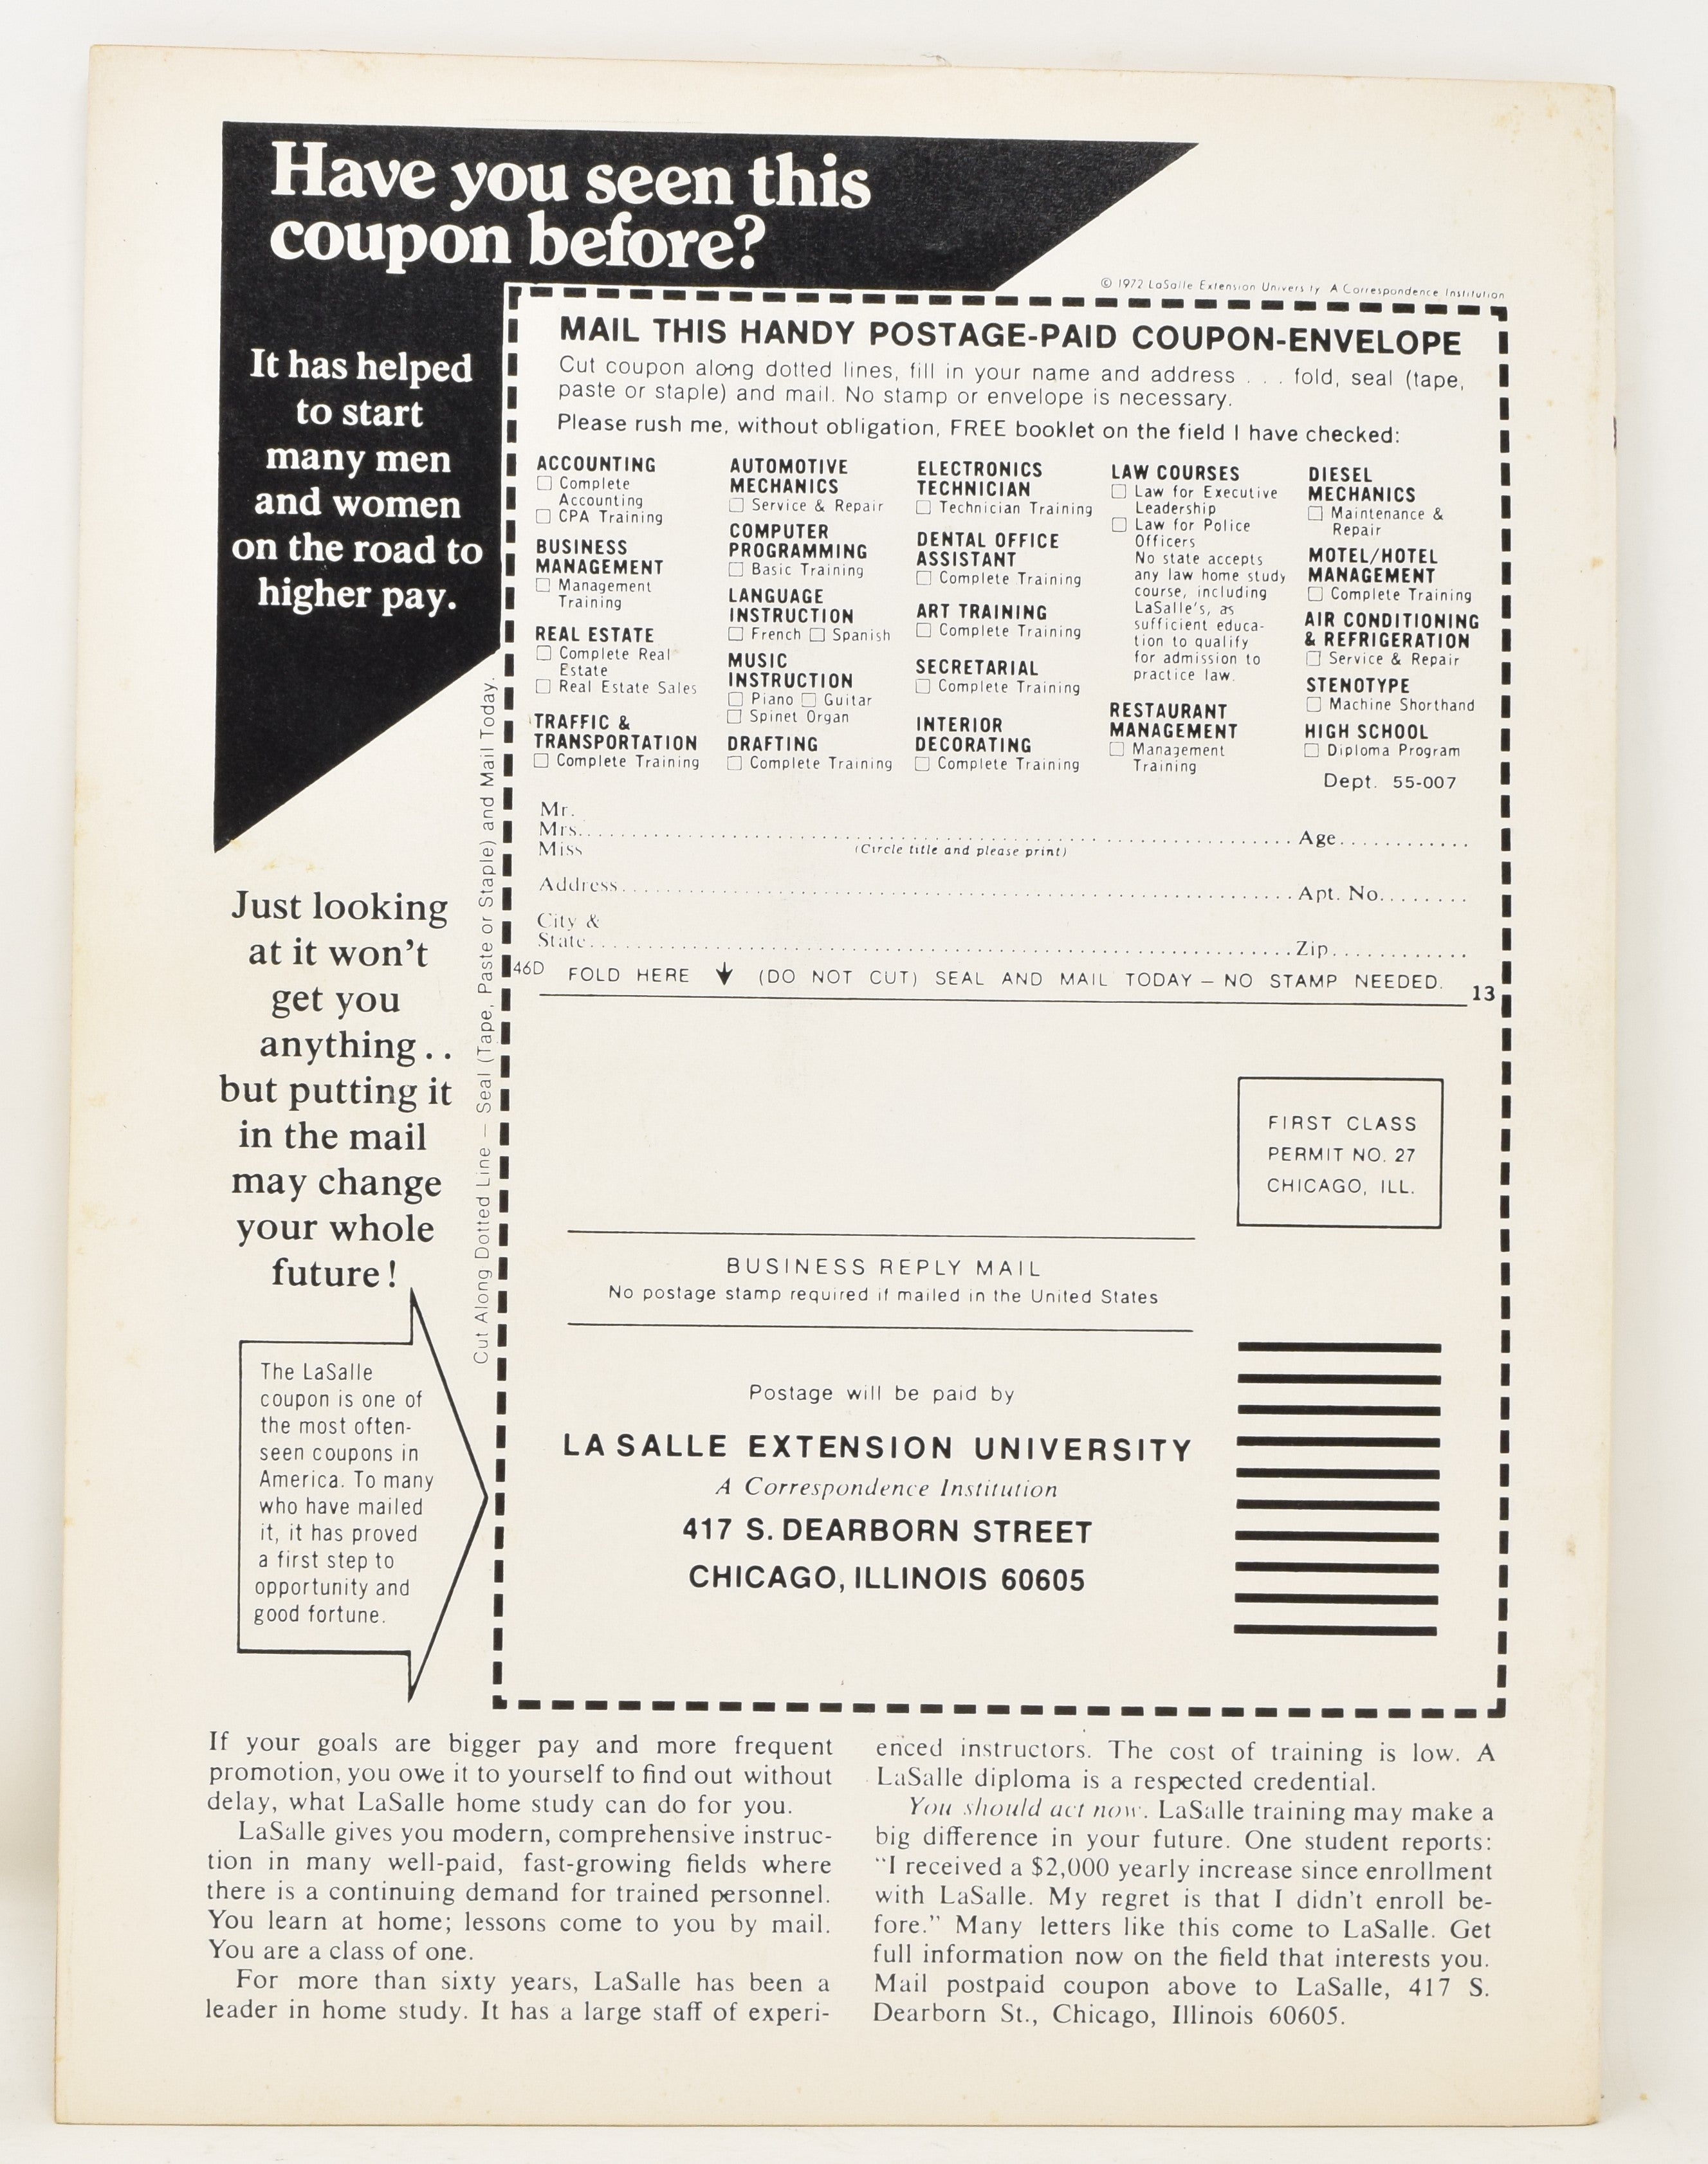 Have you seen this
coupon before?
It has helped
to start
many men
and women
on the road to
higher pay.
Just looking
at it won't
get you
anything . .
but putting it
in the mail
may change
your whole
future!
The LaSalle
coupon is one of
the most often-
seen coupons in
America. To many
who have mailed
it, it has proved
a first step to
opportunity and
good fortune.
Cut Along Dotted Line — Seal (Tape, Paste or Staple) and Mail Today.
© 1972 LaSalle Extension University A Correspondence Institution
MAIL THIS HANDY POSTAGE-PAID COUPON-ENVELOPE
Cut coupon along dotted lines, fill in your name and address . . . fold, seal (tape,
paste or staple) and mail. No stamp or envelope is necessary.
Please rush me, without obligation, FREE booklet on the field I have checked:
ACCOUNTING
☐ Complete
Accounting
☐ CPA Training
BUSINESS
MANAGEMENT
☐ Management
Training
REAL ESTATE
☐ Complete Real
Estate
☐ Real Estate Sales
TRAFFIC &
TRANSPORTATION
☐ Complete Training
AUTOMOTIVE
MECHANICS
☐ Service & Repair
COMPUTER
PROGRAMMING
☐ Basic Training
LANGUAGE
INSTRUCTION
☐ French ☐ Spanish
MUSIC
INSTRUCTION
☐ Piano ☐ Guitar
☐ Spinet Organ
DRAFTING
☐ Complete Training
ELECTRONICS
TECHNICIAN
☐ Technician Training
DENTAL OFFICE
ASSISTANT
☐ Complete Training
ART TRAINING
☐ Complete Training
SECRETARIAL
☐ Complete Training
INTERIOR
DECORATING
☐ Complete Training
LAW COURSES
☐ Law for Executive
Leadership
☐ Law for Police
Officers
No state accepts
any law home study
course, including
LaSalle's, as
sufficient educa-
tion to qualify
for admission to
practice law.
RESTAURANT
MANAGEMENT
☐ Management
Training
DIESEL
MECHANICS
☐ Maintenance &
Repair
MOTEL/HOTEL
MANAGEMENT
☐ Complete Training
AIR CONDITIONING
& REFRIGERATION
☐ Service & Repair
STENOTYPE
☐ Machine Shorthand
HIGH SCHOOL
☐ Diploma Program
Dept. 55-007
Mr.
Mrs. Age
Miss (Circle title and please print)
Address Apt. No.
City &
State Zip
46D FOLD HERE ↓ (DO NOT CUT) SEAL AND MAIL TODAY — NO STAMP NEEDED. 13
FIRST CLASS
PERMIT NO. 27
CHICAGO, ILL.
BUSINESS REPLY MAIL
No postage stamp required if mailed in the United States
Postage will be paid by
LA SALLE EXTENSION UNIVERSITY
A Correspondence Institution
417 S. DEARBORN STREET
CHICAGO, ILLINOIS 60605
If your goals are bigger pay and more frequent
promotion, you owe it to yourself to find out without
delay, what LaSalle home study can do for you.
LaSalle gives you modern, comprehensive instruc-
tion in many well-paid, fast-growing fields where
there is a continuing demand for trained personnel.
You learn at home; lessons come to you by mail.
You are a class of one.
For more than sixty years, LaSalle has been a
leader in home study. It has a large staff of experi-
enced instructors. The cost of training is low. A
LaSalle diploma is a respected credential.
You should act now. LaSalle training may make a
big difference in your future. One student reports:
"I received a $2,000 yearly increase since enrollment
with LaSalle. My regret is that I didn't enroll be-
fore." Many letters like this come to LaSalle. Get
full information now on the field that interests you.
Mail postpaid coupon above to LaSalle, 417 S.
Dearborn St., Chicago, Illinois 60605.